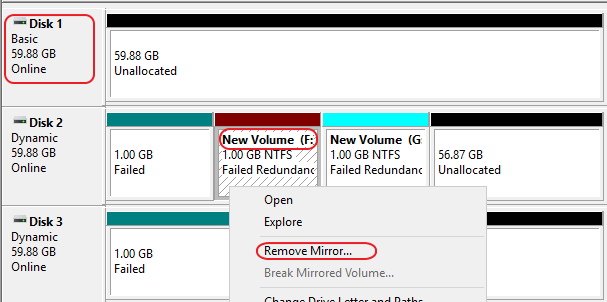 Disk 1
Basic
59.88 GB
Online
59.88 GB
Unallocated
Disk 2
Dynamic
59.88 GB
Online
1.00 GB
Failed
New Volume (F:
1.00 GB NTFS
Failed Redundanc
New Volume (G:
1.00 GB NTFS
Failed Redundanc
56.87 GB
Unallocated
Disk 3
Dynamic
59.88 GB
Online
1.00 GB
Failed
Open
Explore
Remove Mirror...
Break Mirrored Volume...
Change Drive Letter and Paths